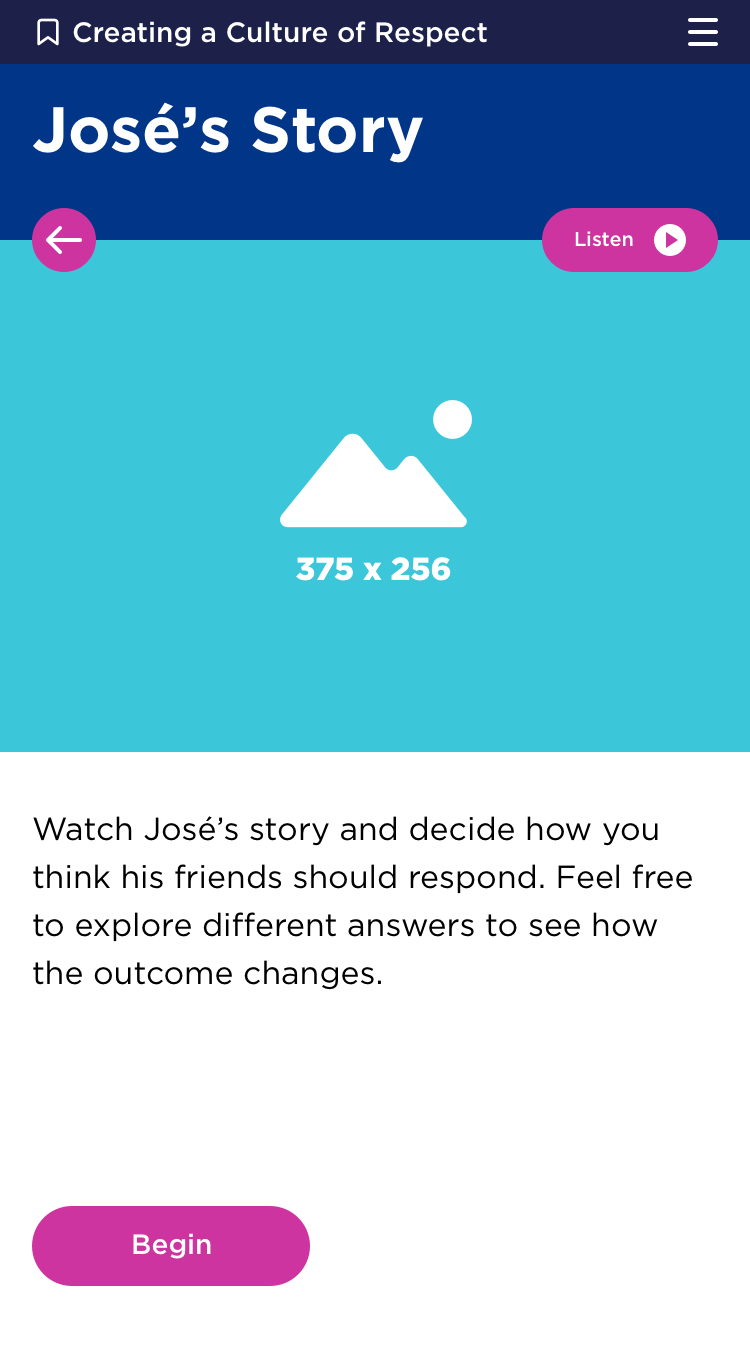 Creating a Culture of Respect
José’s Story
Listen
375 x 256
Watch José’s story and decide how you
think his friends should respond. Feel free
to explore different answers to see how
the outcome changes.
Begin